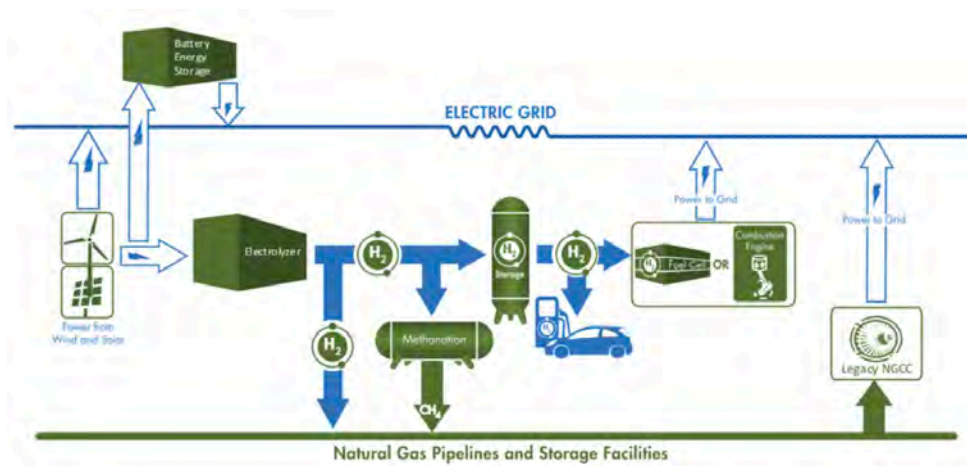 Battery
Energy
Storage
ELECTRIC GRID
Power to Grid
Power to Grid
Electrolyzer
H2
H2
Storage
H2
H2
Fuel Cell
OR
Combustion
Engine
Power from
Wind and Solar
H2
Methanation
CH4
Legacy NGCC
Natural Gas Pipelines and Storage Facilities